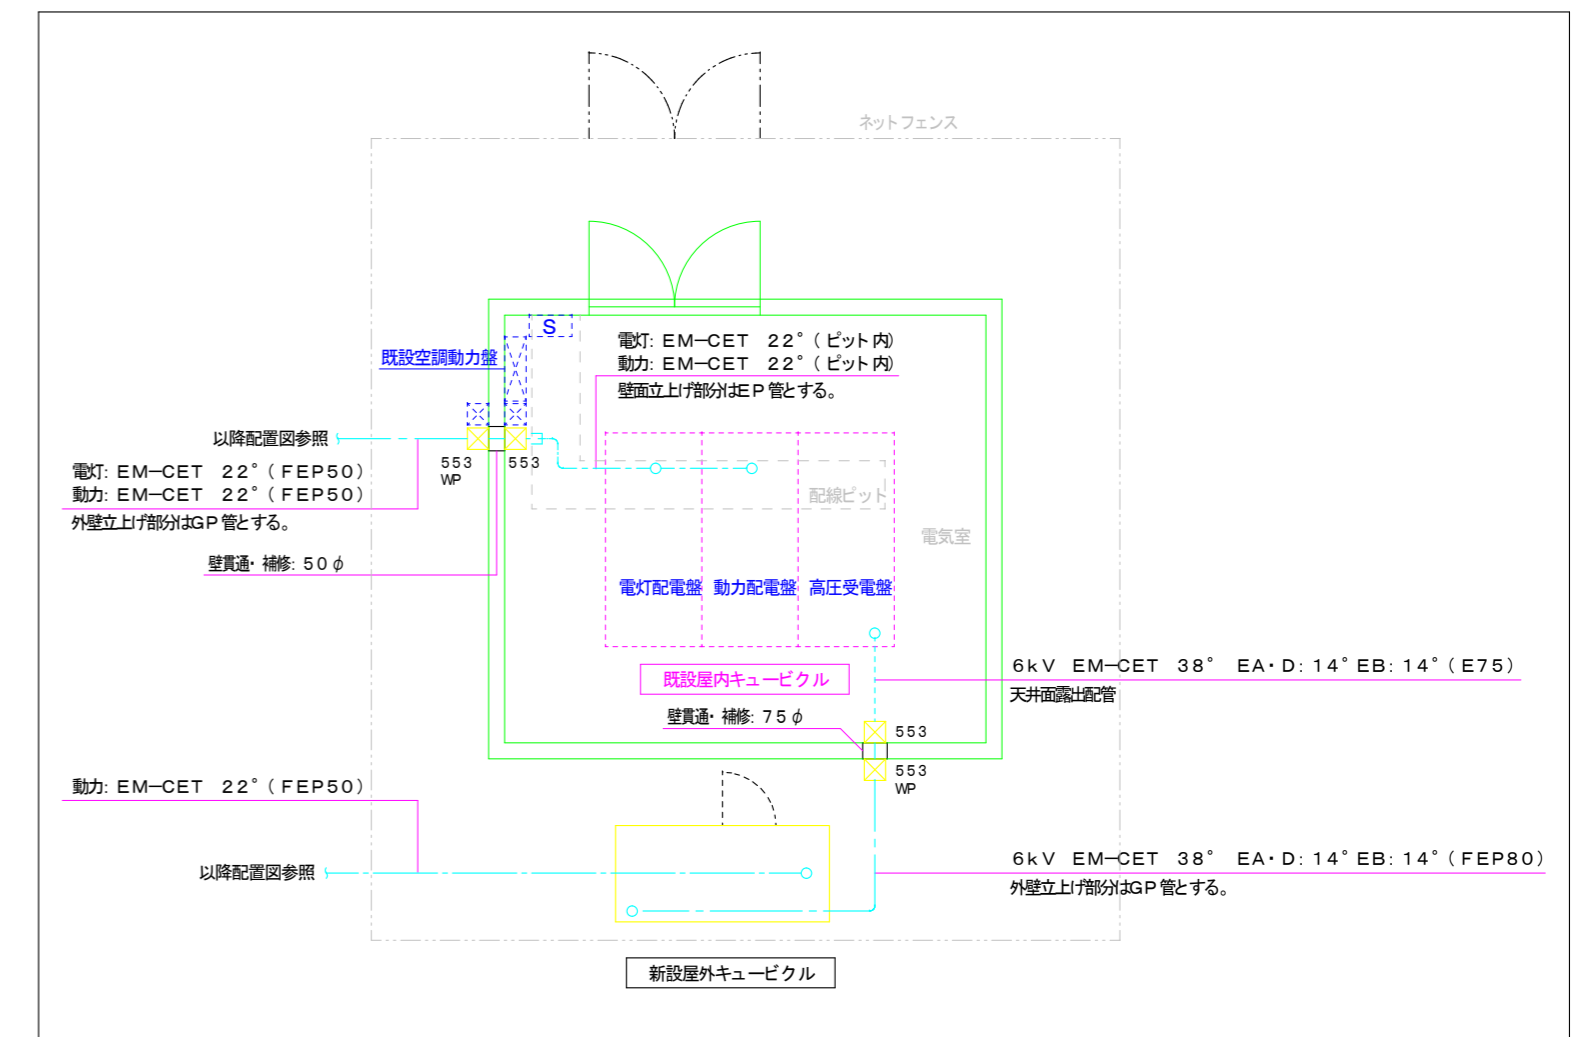 ネットフェンス
S
電灯: EM−CET 22°(ピット内)
動力: EM−CET 22°(ピット内)
壁面立上げ部分はEP管とする。
既設空調動力盤
以降配置図参照
553
WP
553
電灯: EM−CET 22°(FEP50)
動力: EM−CET 22°(FEP50)
外壁立上げ部分はGP管とする。
配線ピット
電気室
壁貫通・補修: 50φ
電灯配電盤
動力配電盤
高圧受電盤
既設屋内キュービクル
6kV EM−CET 38° EA・D: 14°EB: 14°(E75)
天井面露出配管
壁貫通・補修: 75φ
553
553
WP
動力: EM−CET 22°(FEP50)
以降配置図参照
6kV EM−CET 38° EA・D: 14°EB: 14°(FEP80)
外壁立上げ部分はGP管とする。
新設屋外キュービクル